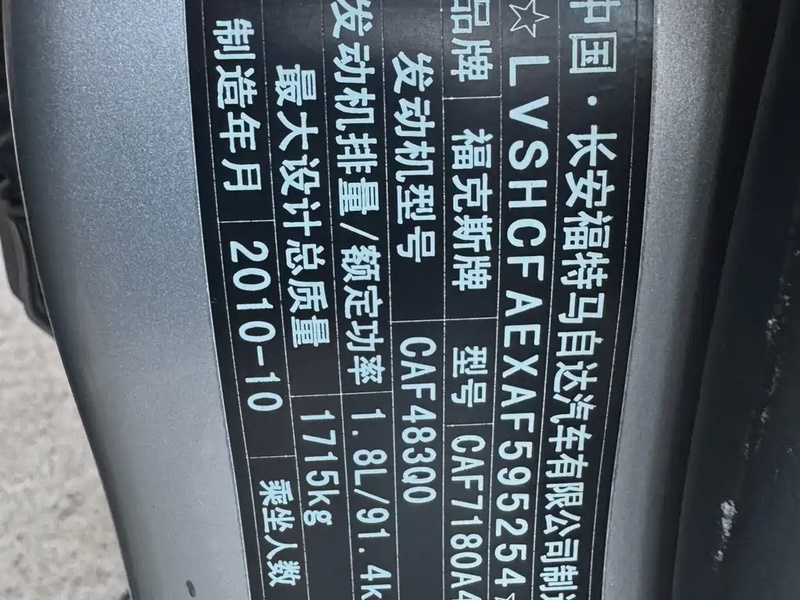 中国·长安福特马自达汽车有限公司制造
☆LVSHCFAEXAF595254☆
品牌 福克斯牌 型号 CAF7180A4
发动机型号 CAF483Q0
发动机排量/额定功率 1.8L/91.4k
最大设计总质量 1715kg
制造年月 2010-10 乘坐人数